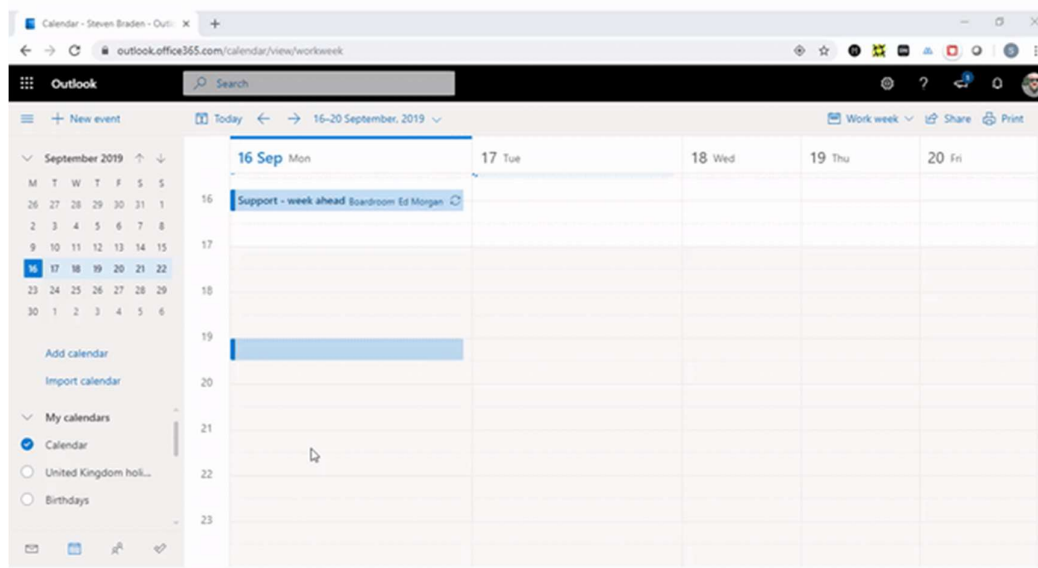 Calendar - Steven Braden - Outl
outlook.office365.com/calendar/view/workweek
Outlook
Search
New event
Today
16–20 September, 2019
Work week
Share
Print
September 2019
M T W T F S S
26 27 28 29 30 31 1
2 3 4 5 6 7 8
9 10 11 12 13 14 15
16 17 18 19 20 21 22
23 24 25 26 27 28 29
30 1 2 3 4 5 6
Add calendar
Import calendar
My calendars
Calendar
United Kingdom holi...
Birthdays
16 Sep Mon
17 Tue
18 Wed
19 Thu
20 Fri
16
Support - week ahead Boardroom Ed Morgan
17
18
19
20
21
22
23